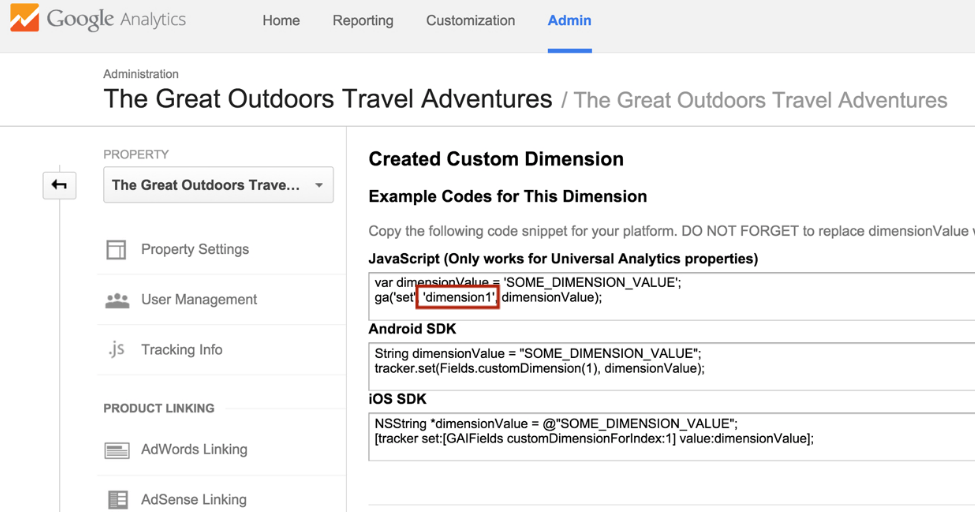 Google Analytics
Home Reporting Customization Admin
Administration
The Great Outdoors Travel Adventures / The Great Outdoors Travel Adventures
PROPERTY
The Great Outdoors Trave...
Property Settings
User Management
.js Tracking Info
PRODUCT LINKING
AdWords Linking
AdSense Linking
Created Custom Dimension
Example Codes for This Dimension
Copy the following code snippet for your platform. DO NOT FORGET to replace dimensionValue
JavaScript (Only works for Universal Analytics properties)
var dimensionValue = 'SOME_DIMENSION_VALUE';
ga('set', 'dimension1', dimensionValue);
Android SDK
String dimensionValue = "SOME_DIMENSION_VALUE";
tracker.set(Fields.customDimension(1), dimensionValue);
iOS SDK
NSString *dimensionValue = @"SOME_DIMENSION_VALUE";
[tracker set:[GAIFields customDimensionForIndex:1] value:dimensionValue];